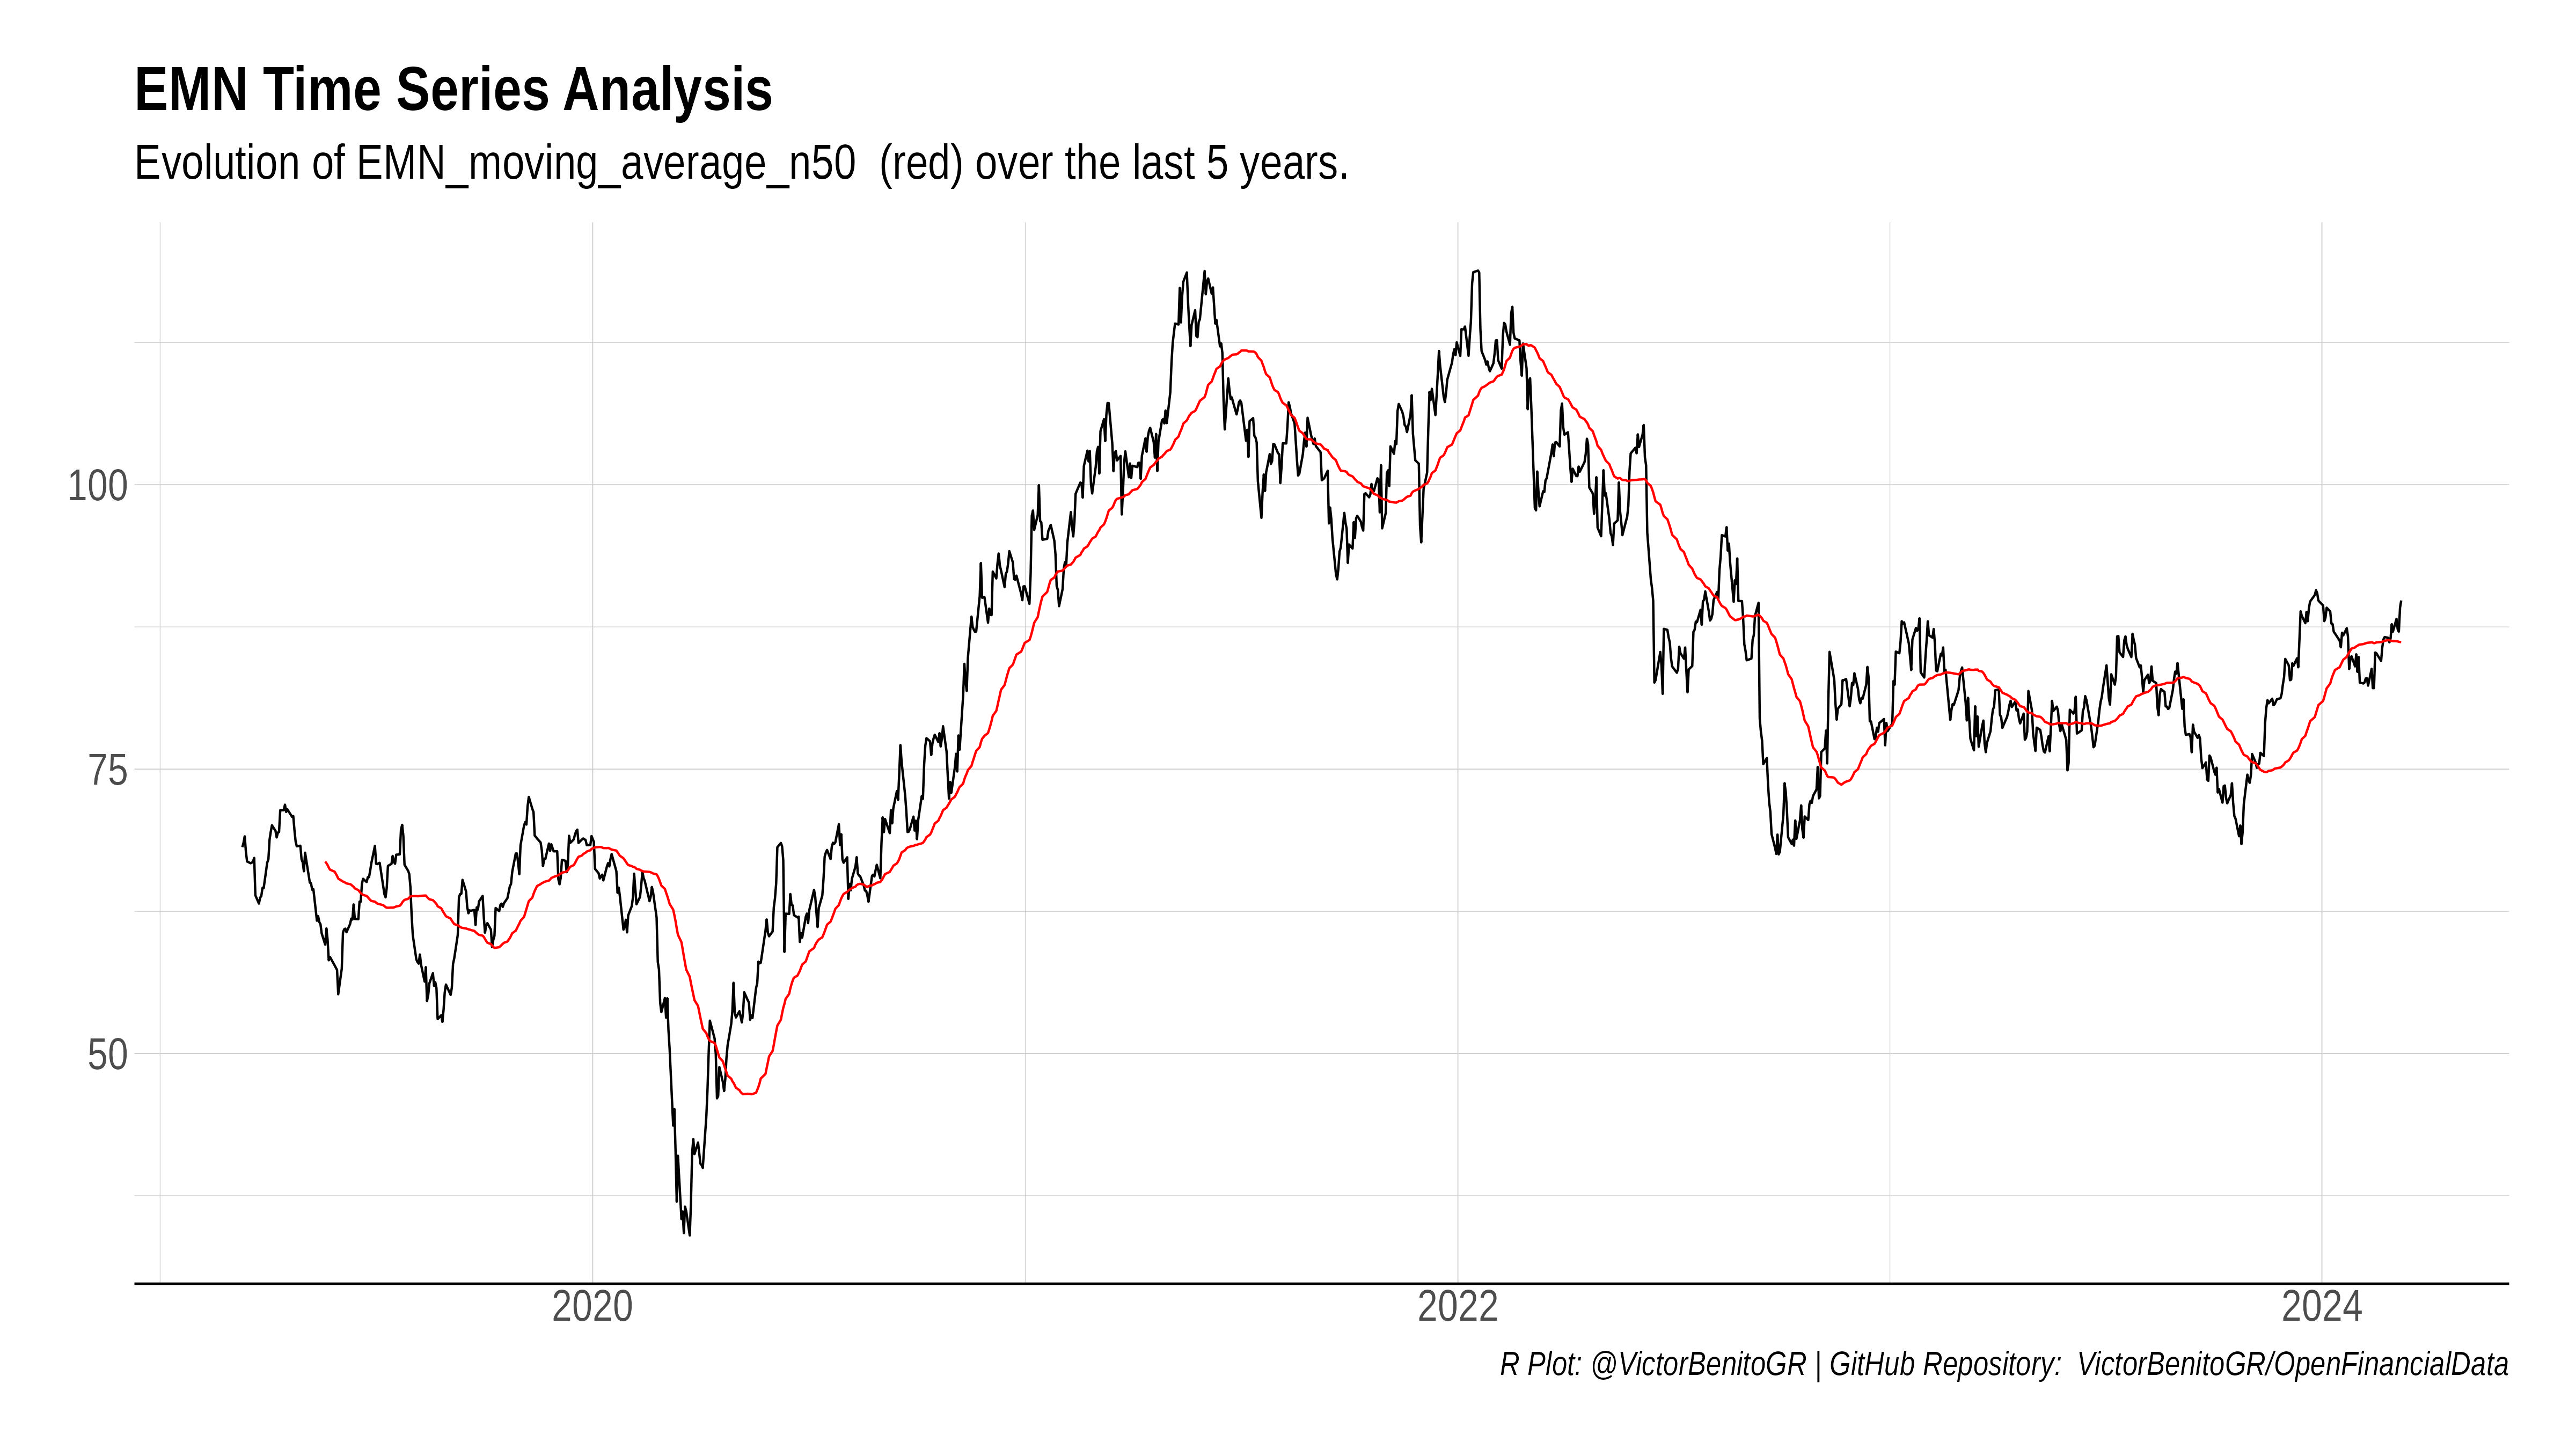 EMN Time Series Analysis
Evolution of EMN_moving_average_n50  (red) over the last 5 years.
100
75
50
2020 2022 2024
R Plot: @VictorBenitoGR | GitHub Repository:  VictorBenitoGR/OpenFinancialData